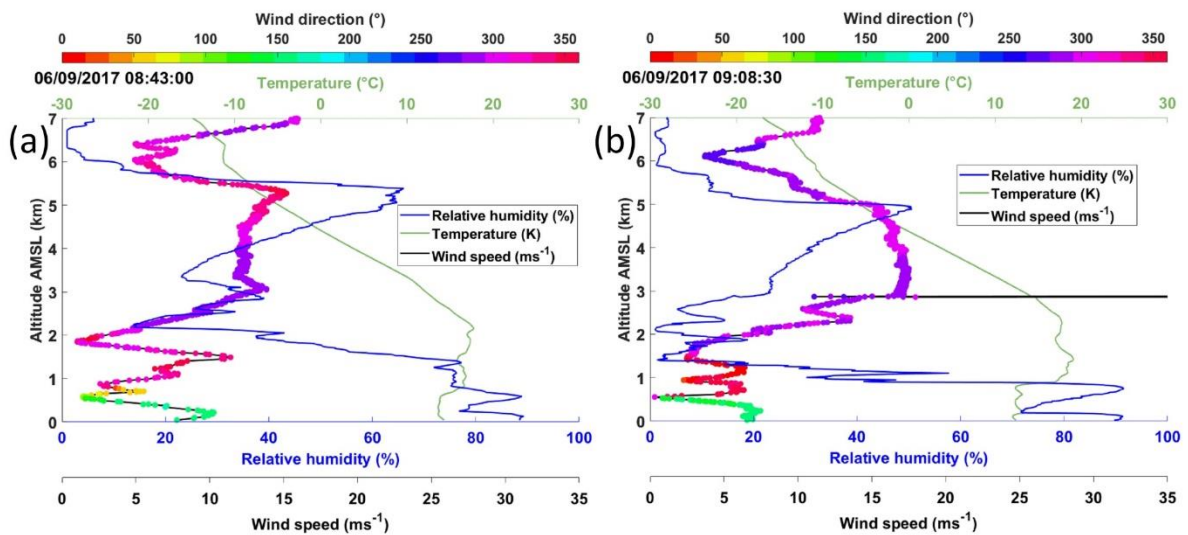 Wind direction (°)
0 50 100 150 200 250 300 350
06/09/2017 08:43:00
Temperature (°C)
-30 -20 -10 0 10 20 30
(a)
7
6
5
4
3
2
1
0
Altitude AMSL (km)
Relative humidity (%)
Temperature (K)
Wind speed (ms⁻¹)
0 20 40 60 80 100
Relative humidity (%)
0 5 10 15 20 25 30 35
Wind speed (ms⁻¹)
Wind direction (°)
0 50 100 150 200 250 300 350
06/09/2017 09:08:30
Temperature (°C)
-30 -20 -10 0 10 20 30
(b)
7
6
5
4
3
2
1
0
Altitude AMSL (km)
Relative humidity (%)
Temperature (K)
Wind speed (ms⁻¹)
0 20 40 60 80 100
Relative humidity (%)
0 5 10 15 20 25 30 35
Wind speed (ms⁻¹)